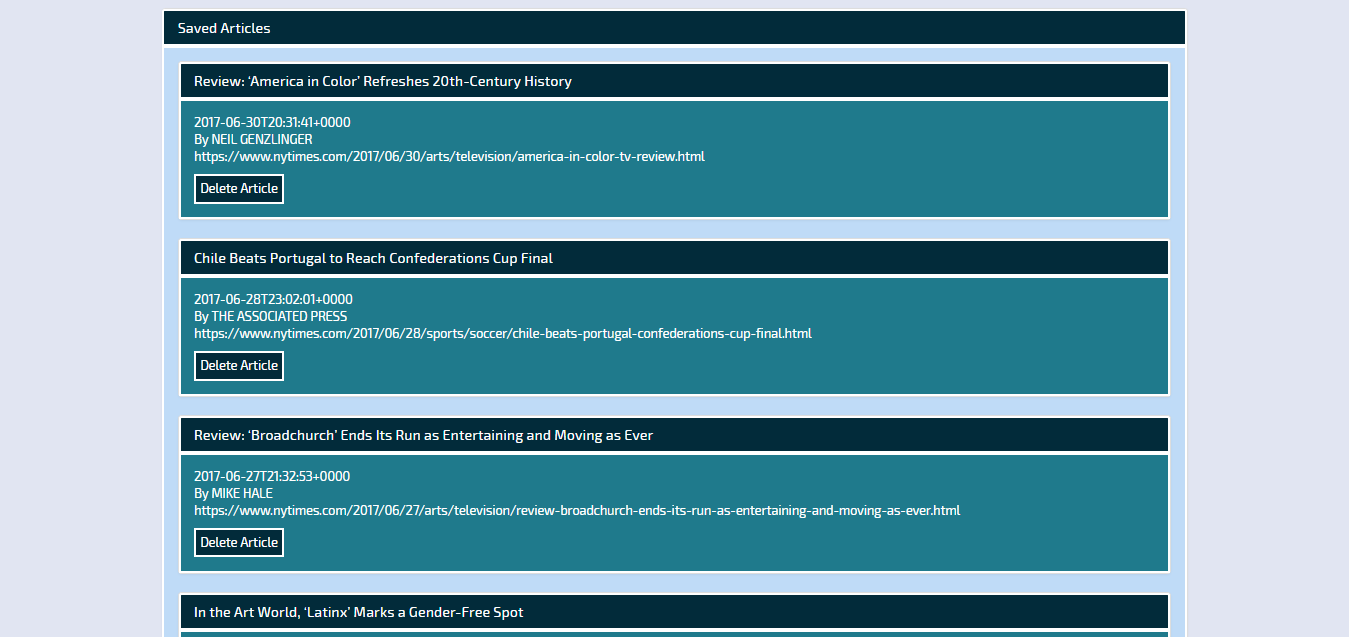 Saved Articles
Review: ‘America in Color’ Refreshes 20th-Century History
2017-06-30T20:31:41+0000
By NEIL GENZLINGER
https://www.nytimes.com/2017/06/30/arts/television/america-in-color-tv-review.html
Delete Article
Chile Beats Portugal to Reach Confederations Cup Final
2017-06-28T23:02:01+0000
By THE ASSOCIATED PRESS
https://www.nytimes.com/2017/06/28/sports/soccer/chile-beats-portugal-confederations-cup-final.html
Delete Article
Review: ‘Broadchurch’ Ends Its Run as Entertaining and Moving as Ever
2017-06-27T21:32:53+0000
By MIKE HALE
https://www.nytimes.com/2017/06/27/arts/television/review-broadchurch-ends-its-run-as-entertaining-and-moving-as-ever.html
Delete Article
In the Art World, ‘Latinx’ Marks a Gender-Free Spot